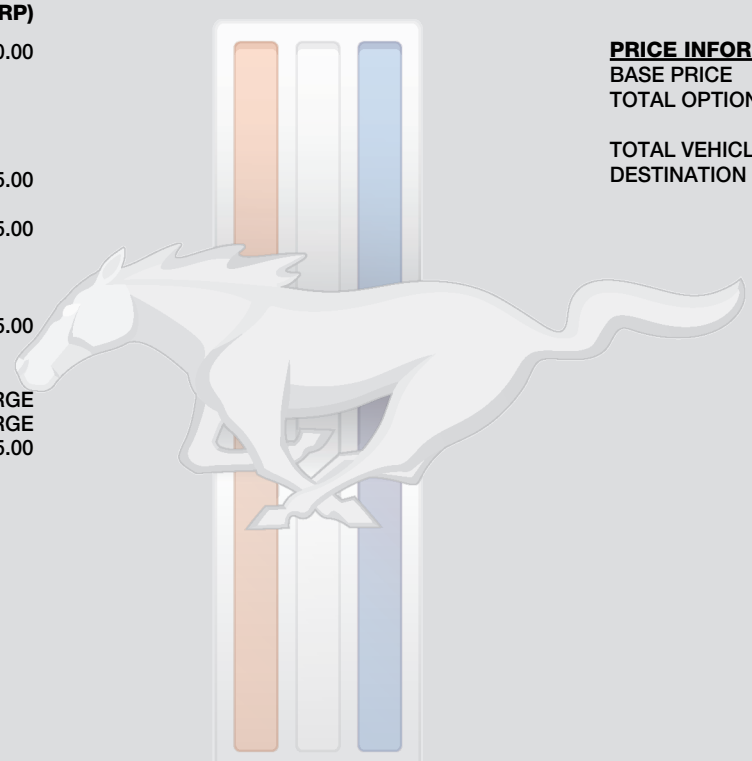 RP)
0.00
5.00
5.00
5.00
RGE
RGE
5.00
PRICE INFOR
BASE PRICE
TOTAL OPTION
TOTAL VEHICL
DESTINATION